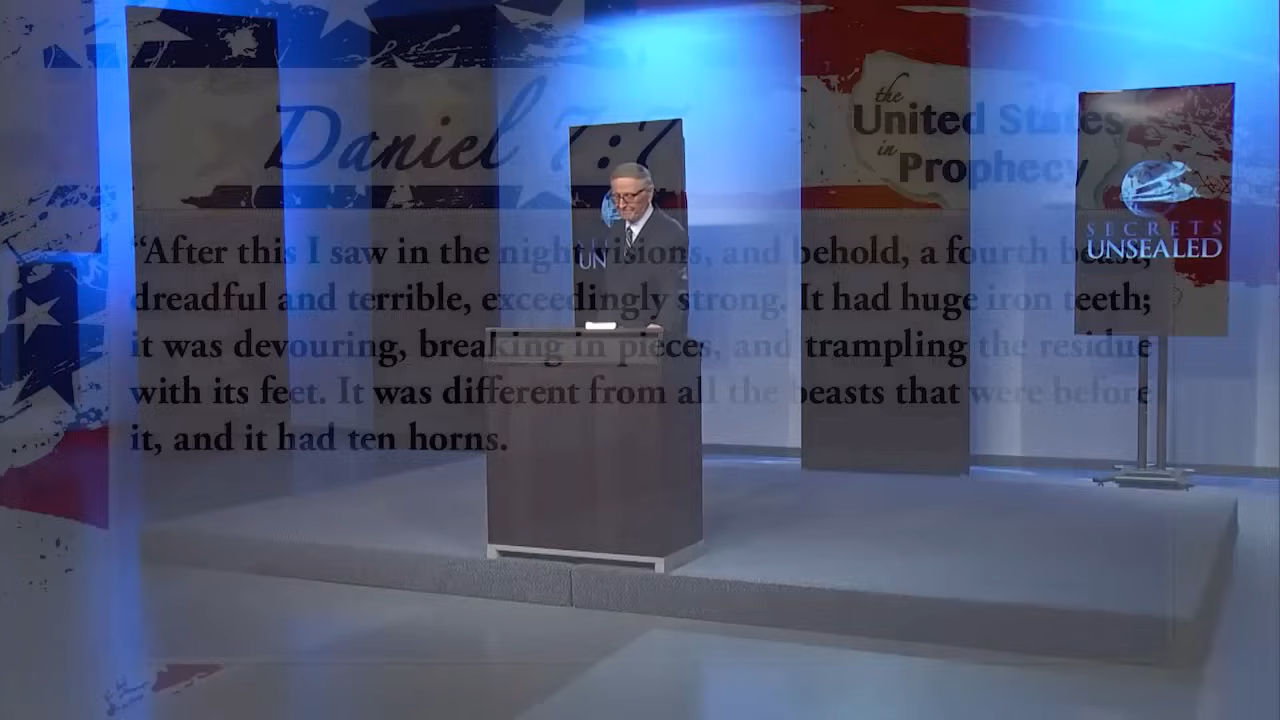 Daniel 7:7
the
United States
in
Prophecy
“After this I saw in the night visions, and behold, a fourth beast,
dreadful and terrible, exceedingly strong. It had huge iron teeth;
it was devouring, breaking in pieces, and trampling the residue
with its feet. It was different from all the beasts that were before
it, and it had ten horns.
UN
SECRETS
UNSEALED